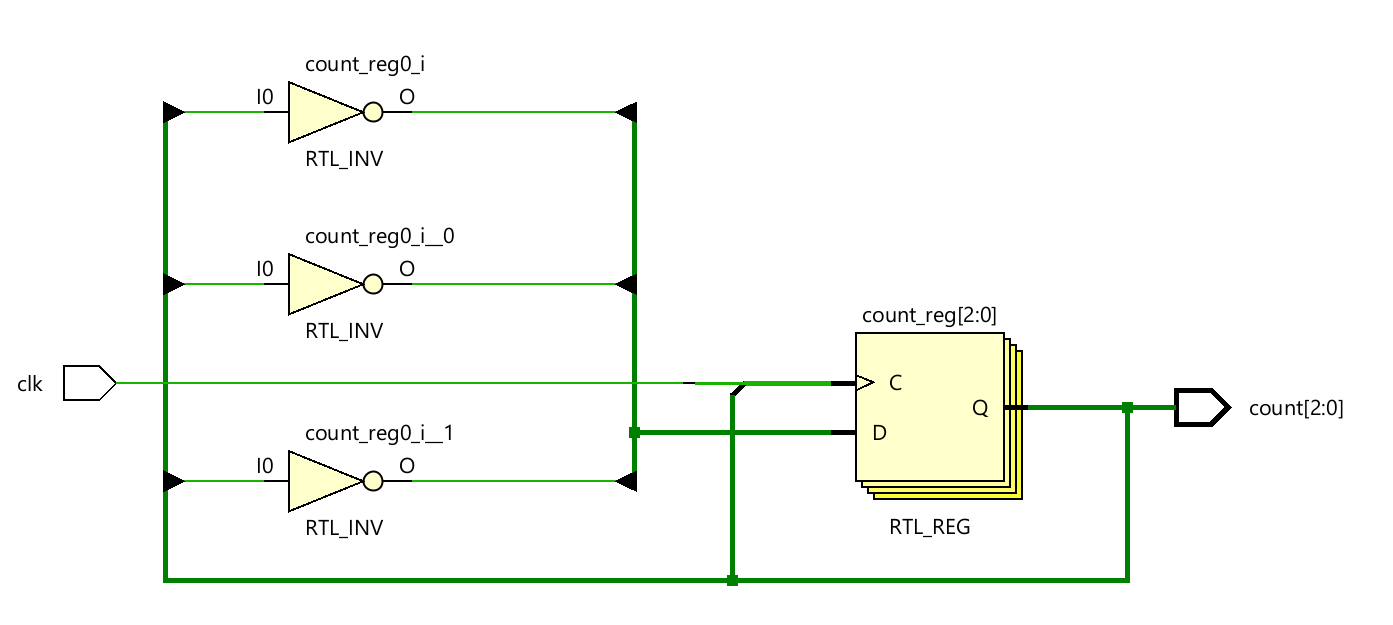 count_reg0_i
I0
O
RTL_INV
count_reg0_i__0
I0
O
RTL_INV
count_reg[2:0]
clk
C
Q
count[2:0]
count_reg0_i__1
D
I0
O
RTL_INV
RTL_REG